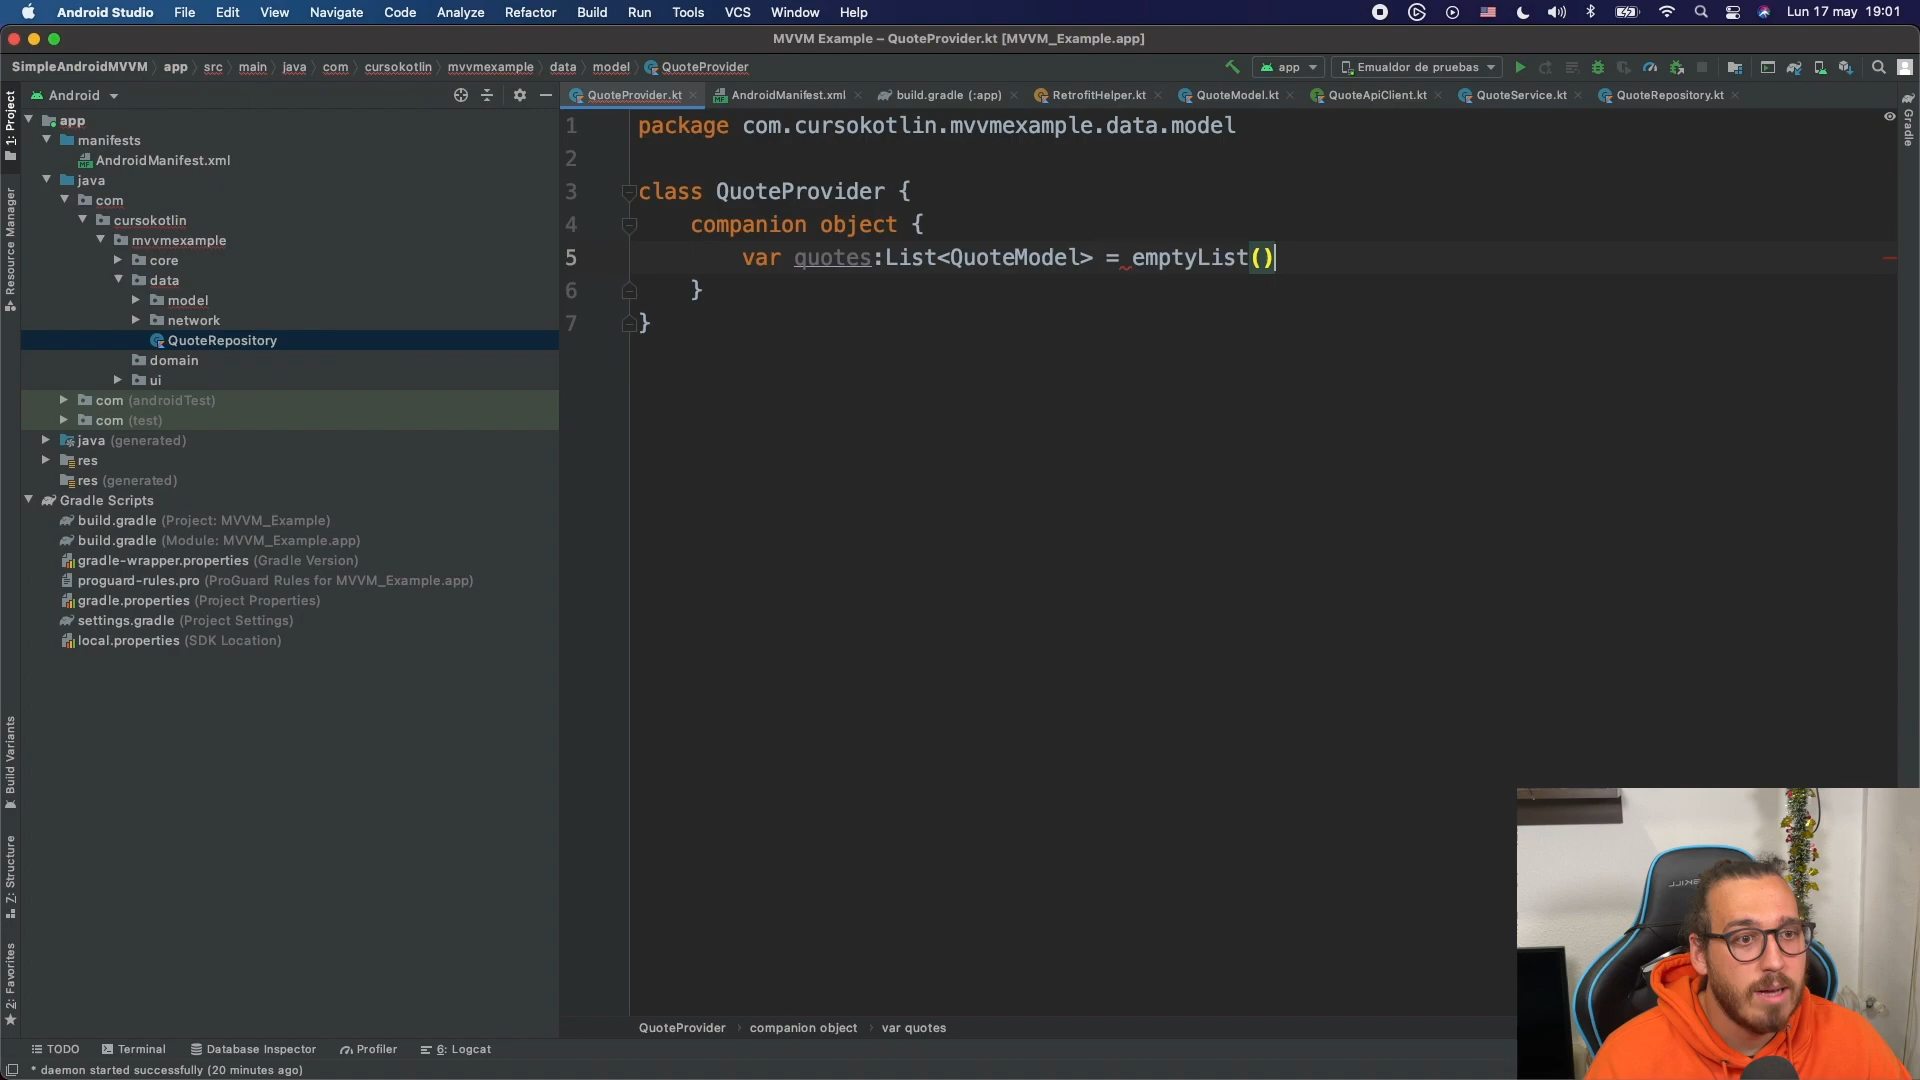 Android Studio File Edit View Navigate Code Analyze Refactor Build Run Tools VCS Window Help Lun 17 may 19:01
MVVM Example – QuoteProvider.kt [MVVM_Example.app]
SimpleAndroidMVVM app src main java com cursokotlin mvvmexample data model QuoteProvider app Emualdor de pruebas
Android
QuoteProvider.kt AndroidManifest.xml build.gradle (:app) RetrofitHelper.kt QuoteModel.kt QuoteApiClient.kt QuoteService.kt QuoteRepository.kt
1: Project
Resource Manager
Build Variants
Z: Structure
2: Favorites
Gradle
app
manifests
AndroidManifest.xml
java
com
cursokotlin
mvvmexample
core
data
model
network
QuoteRepository
domain
ui
com (androidTest)
com (test)
java (generated)
res
res (generated)
Gradle Scripts
build.gradle (Project: MVVM_Example)
build.gradle (Module: MVVM_Example.app)
gradle-wrapper.properties (Gradle Version)
proguard-rules.pro (ProGuard Rules for MVVM_Example.app)
gradle.properties (Project Properties)
settings.gradle (Project Settings)
local.properties (SDK Location)
1 package com.cursokotlin.mvvmexample.data.model
2
3 class QuoteProvider {
4 companion object {
5 var quotes:List<QuoteModel> = emptyList()
6 }
7 }
QuoteProvider companion object var quotes
TODO Terminal Database Inspector Profiler 6: Logcat
* daemon started successfully (20 minutes ago)